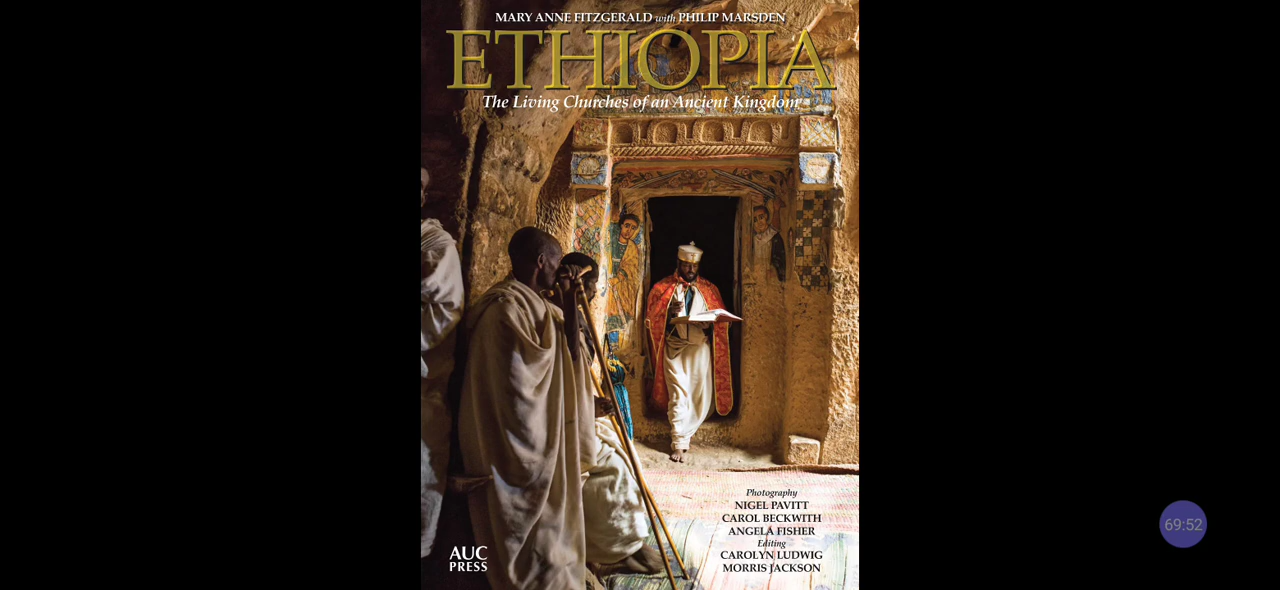 MARY ANNE FITZGERALD with PHILIP MARSDEN
ETHIOPIA
The Living Churches of an Ancient Kingdom
Photography
NIGEL PAVITT
CAROL BECKWITH
ANGELA FISHER
Editing
CAROLYN LUDWIG
MORRIS JACKSON
AUC
PRESS
69:52